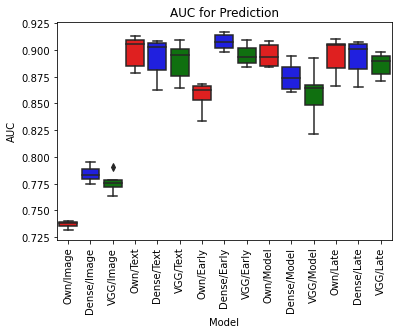 AUC for Prediction
AUC
0.925
0.900
0.875
0.850
0.825
0.800
0.775
0.750
0.725
Own/Image
Dense/Image
VGG/Image
Own/Text
Dense/Text
VGG/Text
Own/Early
Dense/Early
VGG/Early
Own/Model
Dense/Model
VGG/Model
Own/Late
Dense/Late
VGG/Late
Model